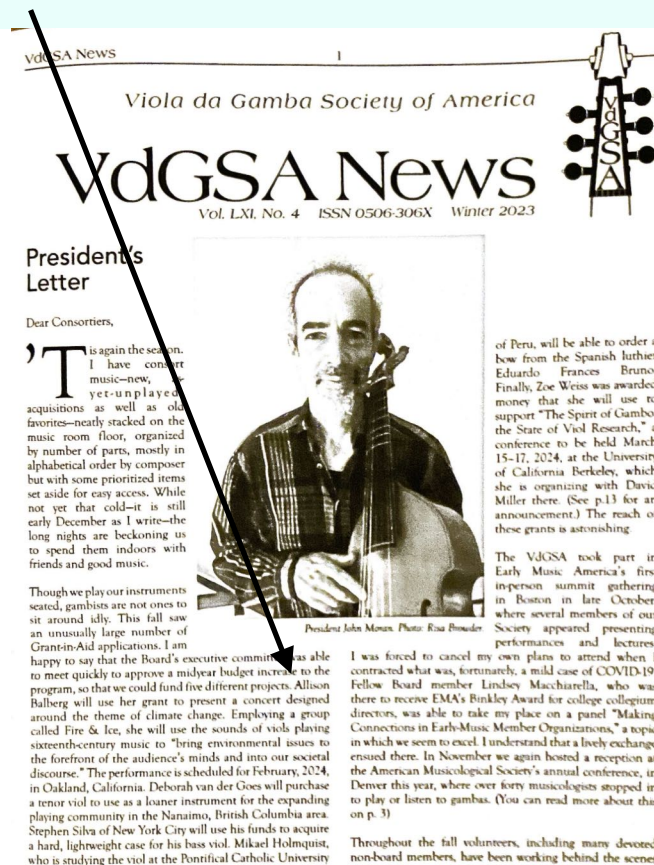 VdGSA News
1
Viola da Gamba Society of America
VdGSA
VdGSA News
Vol. LXI, No. 4 ISSN 0506-306X Winter 2023
President's
Letter
Dear Consortiers,
'T is again the season.
I have consort
music—new,
yet-unplayed
acquisitions as well as old
favorites—neatly stacked on the
music room floor, organized
by number of parts, mostly in
alphabetical order by composer
but with some prioritized items
set aside for easy access. While
not yet that cold—it is still
early December as I write—the
long nights are beckoning us
to spend them indoors with
friends and good music.
Though we play our instruments
seated, gambists are not ones to
sit around idly. This fall saw
an unusually large number of
Grant-in-Aid applications. I am
happy to say that the Board's executive committee was able
to meet quickly to approve a midyear budget increase to the
program, so that we could fund five different projects. Allison
Balberg will use her grant to present a concert designed
around the theme of climate change. Employing a group
called Fire & Ice, she will use the sounds of viols playing
sixteenth-century music to "bring environmental issues to
the forefront of the audience's minds and into our societal
discourse." The performance is scheduled for February, 2024,
in Oakland, California. Deborah van der Goes will purchase
a tenor viol to use as a loaner instrument for the expanding
playing community in the Nanaimo, British Columbia area.
Stephen Silva of New York City will use his funds to acquire
a hard, lightweight case for his bass viol. Mikael Holmquist,
who is studying the viol at the Pontifical Catholic University
President John Moran. Photo: Risa Browder.
of Peru, will be able to order
bow from the Spanish luthier
Eduardo Frances Bruno.
Finally, Zoe Weiss was awarded
money that she will use to
support "The Spirit of Gambo,
the State of Viol Research,"
conference to be held March
15–17, 2024, at the University
of California Berkeley, which
she is organizing with David
Miller there. (See p.13 for an
announcement.) The reach of
these grants is astonishing.
The VdGSA took part in
Early Music America's first
in-person summit gathering
in Boston in late October
where several members of our
Society appeared presenting
performances and lectures.
I was forced to cancel my own plans to attend when I
contracted what was, fortunately, a mild case of COVID-19.
Fellow Board member Lindsey Macchiarella, who was
there to receive EMA's Binkley Award for college collegium
directors, was able to take my place on a panel "Making
Connections in Early-Music Member Organizations," a topic
in which we seem to excel. I understand that a lively exchange
ensued there. In November we again hosted a reception at
the American Musicological Society's annual conference, in
Denver this year, where over forty musicologists stopped in
to play or listen to gambas. (You can read more about this
on p. 3)
Throughout the fall volunteers, including many devoted
non-board members, have been working behind the scenes